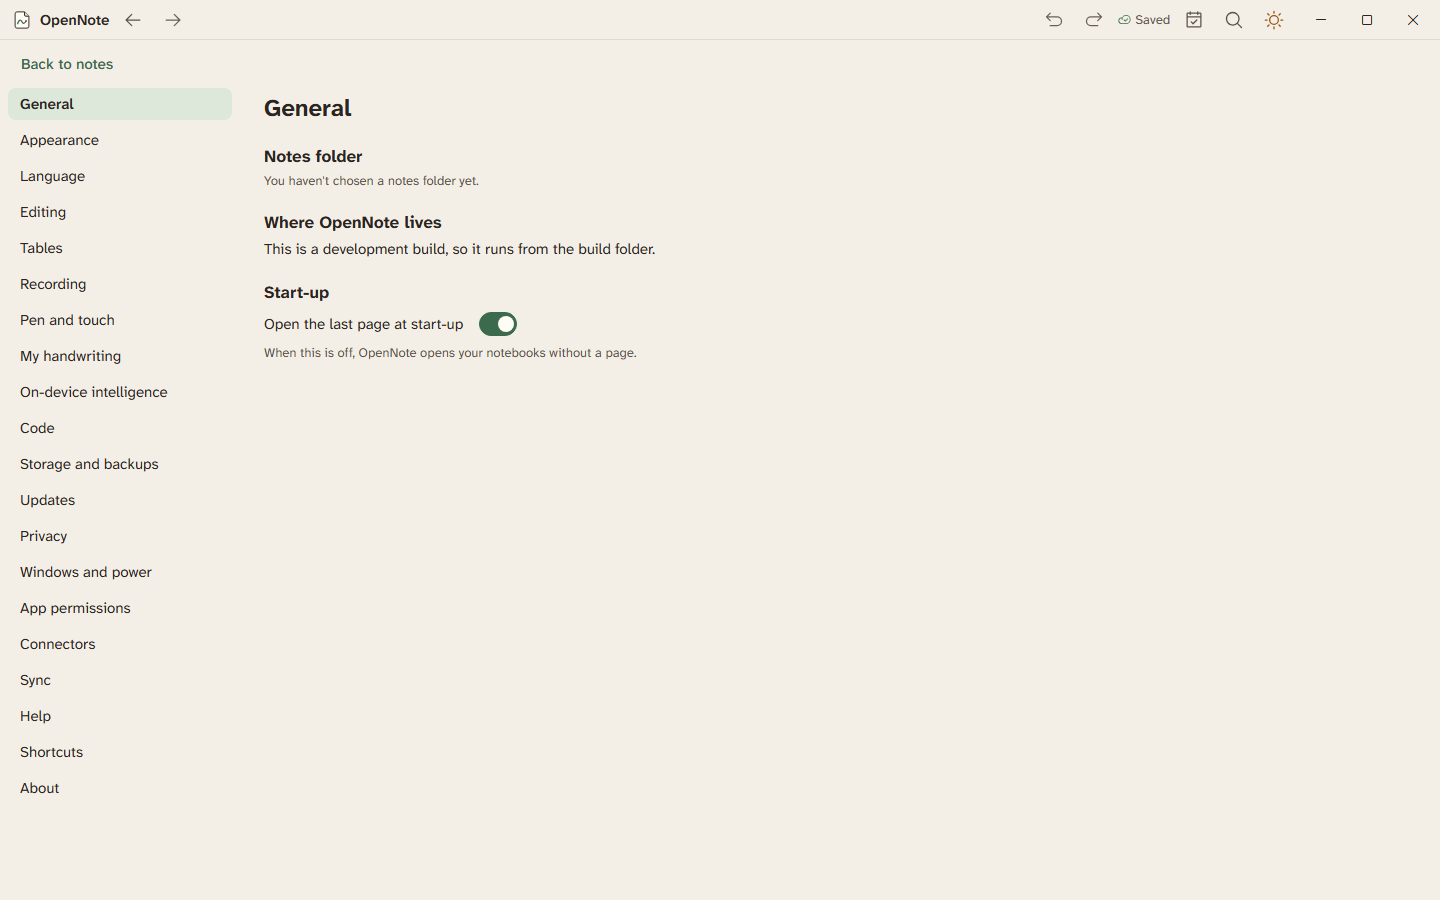 OpenNote
Saved
Back to notes
General
Appearance
Language
Editing
Tables
Recording
Pen and touch
My handwriting
On-device intelligence
Code
Storage and backups
Updates
Privacy
Windows and power
App permissions
Connectors
Sync
Help
Shortcuts
About
General
Notes folder
You haven't chosen a notes folder yet.
Where OpenNote lives
This is a development build, so it runs from the build folder.
Start-up
Open the last page at start-up
When this is off, OpenNote opens your notebooks without a page.